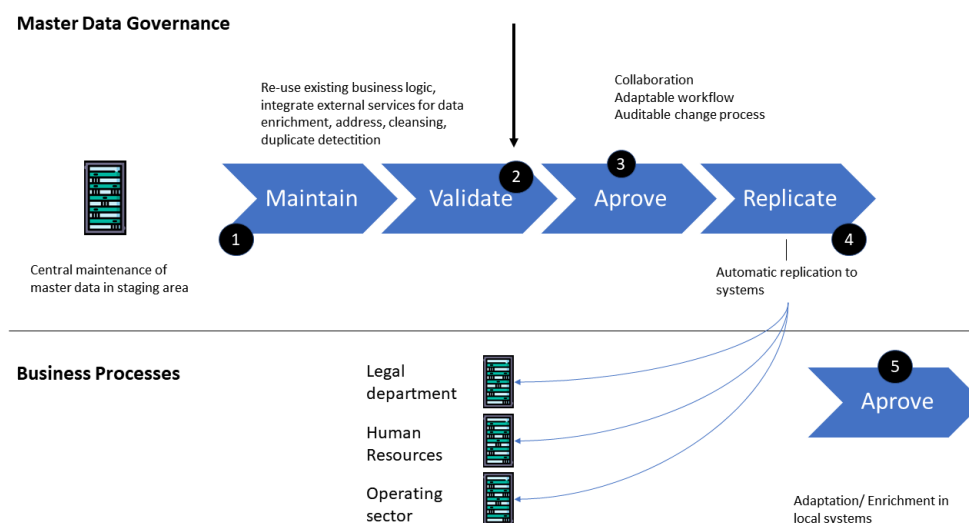 Master Data Governance
Re-use existing business logic,
integrate external services for data
enrichment, address, cleansing,
duplicate detectition
Collaboration
Adaptable workflow
Auditable change process
Maintain
Validate
Aprove
Replicate
1
2
3
4
Central maintenance of
master data in staging area
Automatic replication to
systems
Business Processes
Legal
department
Human
Resources
Operating
sector
5
Aprove
Adaptation/ Enrichment in
local systems